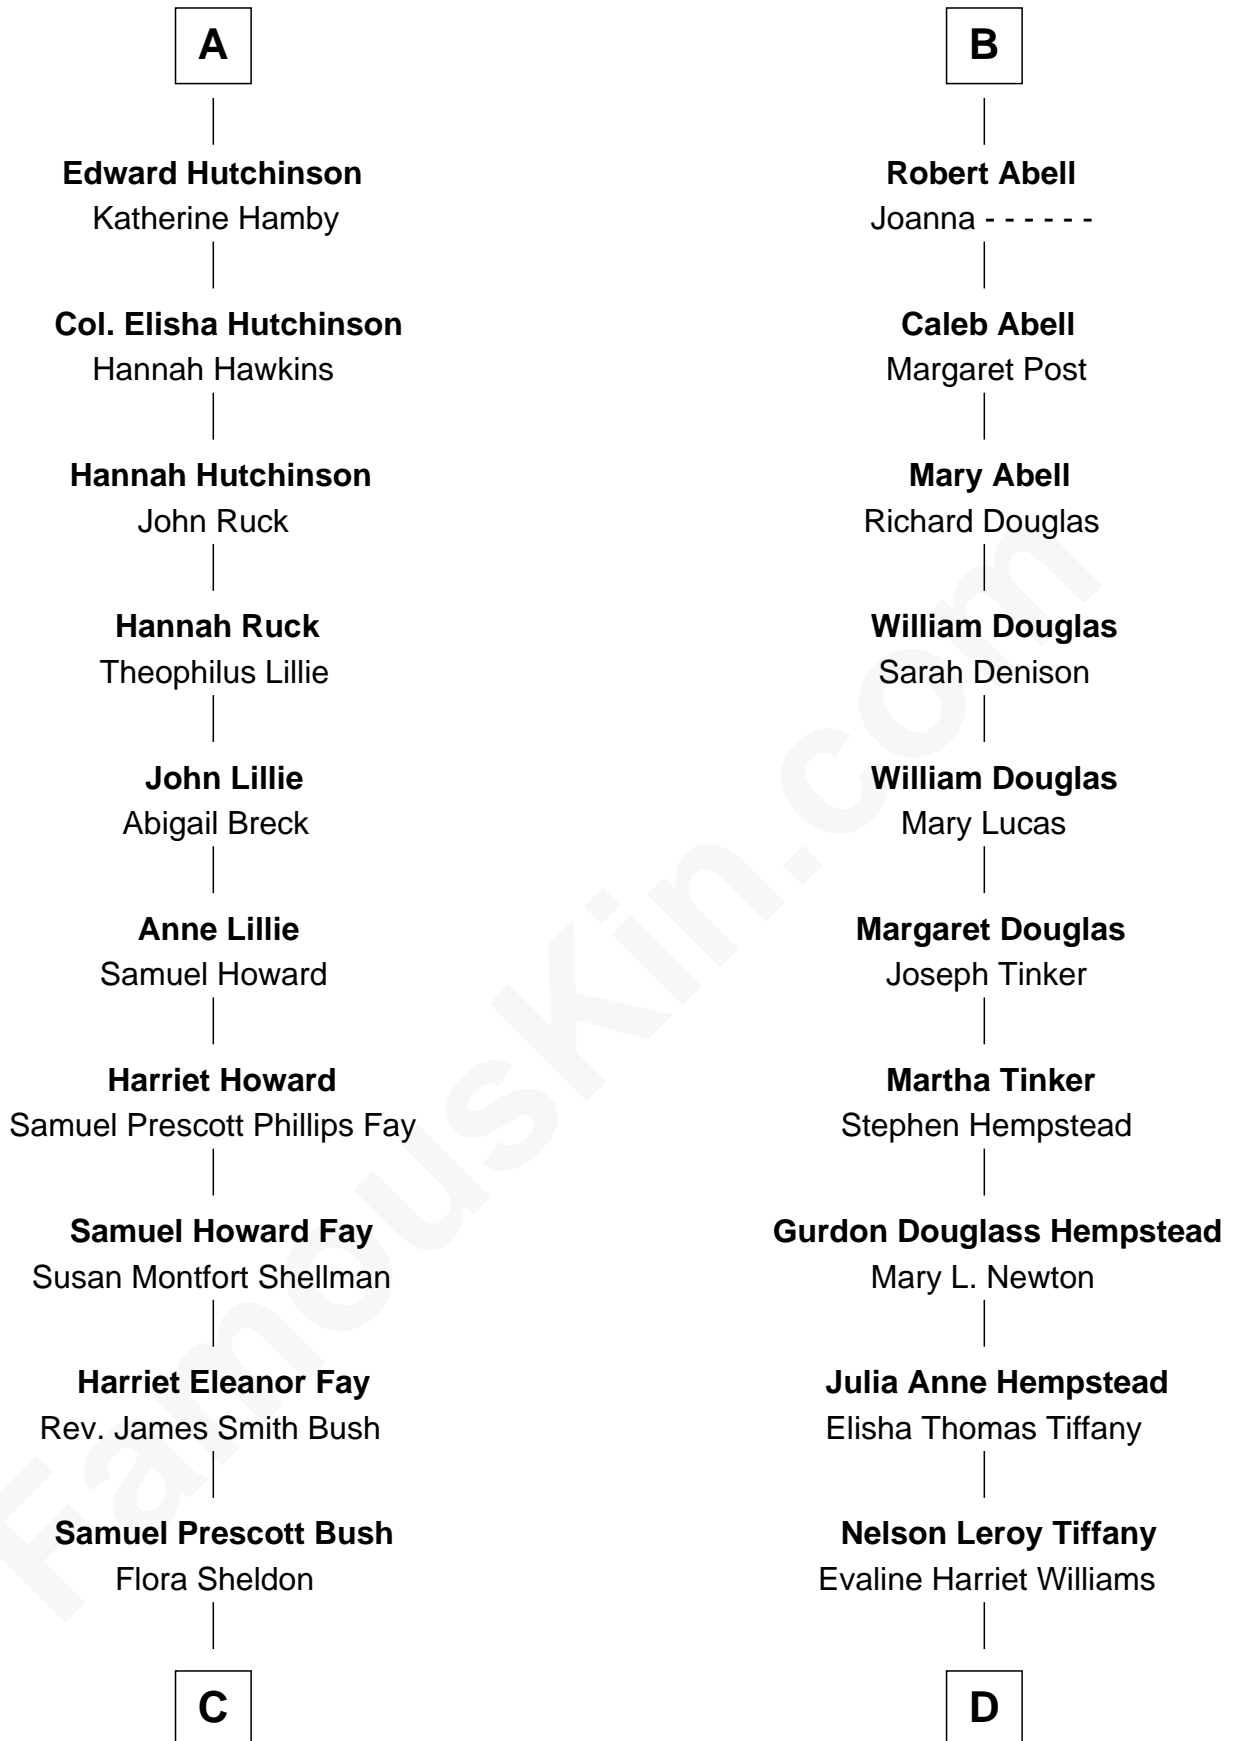 A
Edward Hutchinson
Katherine Hamby
Col. Elisha Hutchinson
Hannah Hawkins
Hannah Hutchinson
John Ruck
Hannah Ruck
Theophilus Lillie
John Lillie
Abigail Breck
Anne Lillie
Samuel Howard
Harriet Howard
Samuel Prescott Phillips Fay
Samuel Howard Fay
Susan Montfort Shellman
Harriet Eleanor Fay
Rev. James Smith Bush
Samuel Prescott Bush
Flora Sheldon
C
B
Robert Abell
Joanna - - - - - -
Caleb Abell
Margaret Post
Mary Abell
Richard Douglas
William Douglas
Sarah Denison
William Douglas
Mary Lucas
Margaret Douglas
Joseph Tinker
Martha Tinker
Stephen Hempstead
Gurdon Douglass Hempstead
Mary L. Newton
Julia Anne Hempstead
Elisha Thomas Tiffany
Nelson Leroy Tiffany
Evaline Harriet Williams
D
FamousKin.com